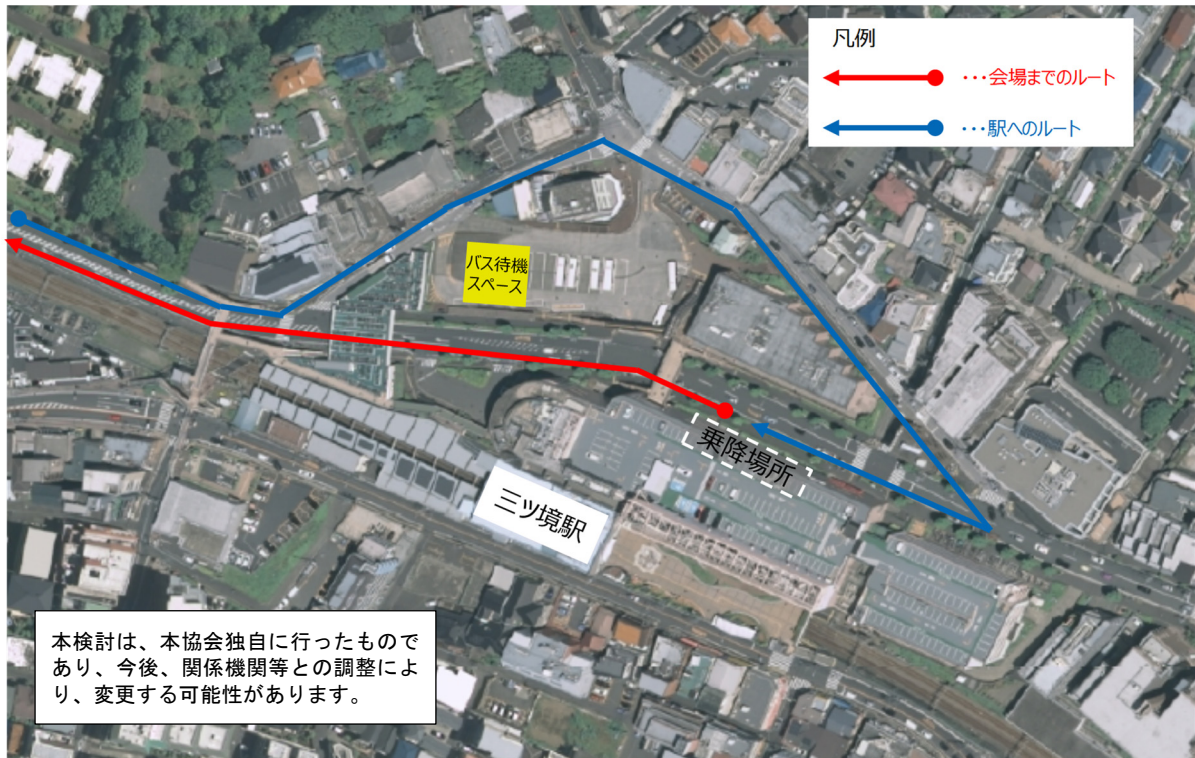 凡例
・・・会場までのルート
・・・駅へのルート
バス待機
スペース
乗降場所
三ツ境駅
本検討は、本協会独自に行ったもので
あり、今後、関係機関等との調整によ
り、変更する可能性があります。